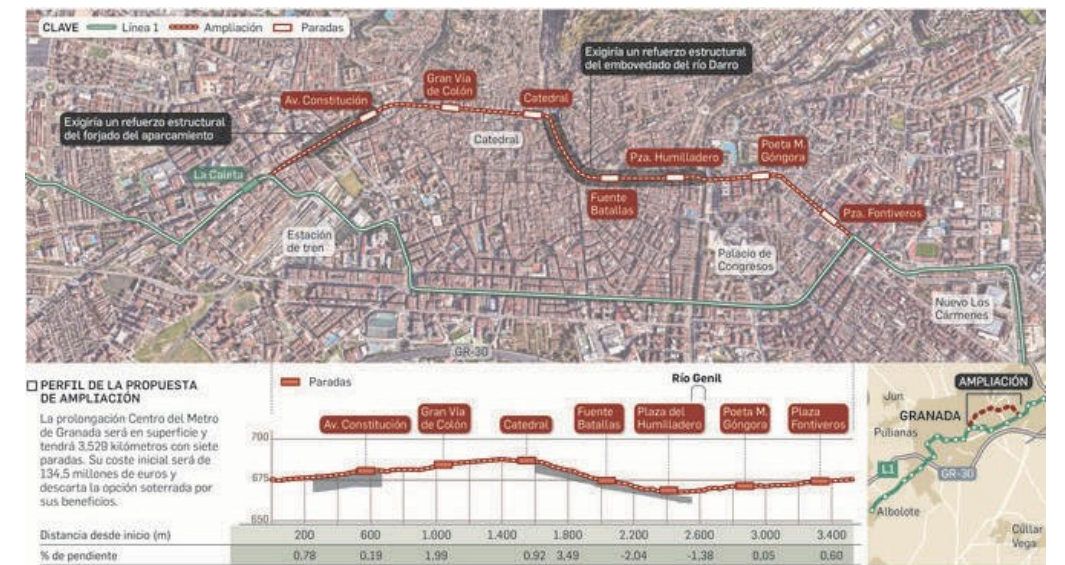 CLAVE Línea 1 Ampliación Paradas
Exigiría un refuerzo estructural
del embovedado del río Darro
Gran Vía
de Colón
Av. Constitución
Catedral
Exigiría un refuerzo estructural
del forjado del aparcamiento
Catedral
Poeta M.
Góngora
Pza. Humilladero
La Caleta
Fuente
Batallas
Pza. Fontiveros
Estación
de tren
Palacio de
Congresos
Nuevo Los
Cármenes
GR-30
PERFIL DE LA PROPUESTA
DE AMPLIACIÓN
La prolongación Centro del Metro
de Granada será en superficie y
tendrá 3,529 kilómetros con siete
paradas. Su coste inicial será de
134,5 millones de euros y
descarta la opción soterrada por
sus beneficios.
Paradas
Río Genil
Av. Constitución
Gran Vía
de Colón
Catedral
Fuente
Batallas
Plaza del
Humilladero
Poeta M.
Góngora
Plaza
Fontiveros
700
675
650
Distancia desde inicio (m) 200 600 1.000 1.400 1.800 2.200 2.600 3.000 3.400
% de pendiente 0,78 0,19 1,99 0.92 3,49 -2.04 -1,38 0,05 0,60
AMPLIACIÓN
Jun
GRANADA
Pulianas
L1
GR-30
Albolote
Cúllar
Vega